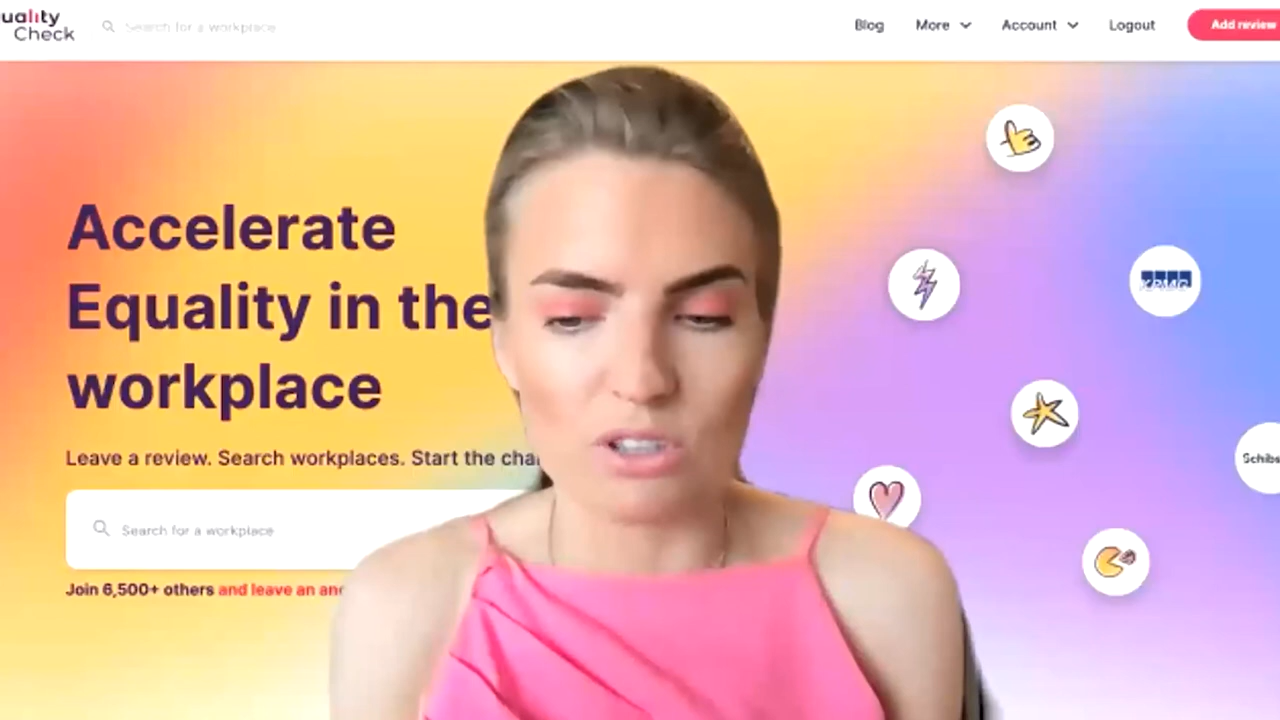 uality
Check
Search for a workplace
Blog
More
Account
Logout
Add review
Accelerate
Equality in the
workplace
Leave a review. Search workplaces. Start the cha
Search for a workplace
Join 6,500+ others and leave an an
KPMG
Schibs